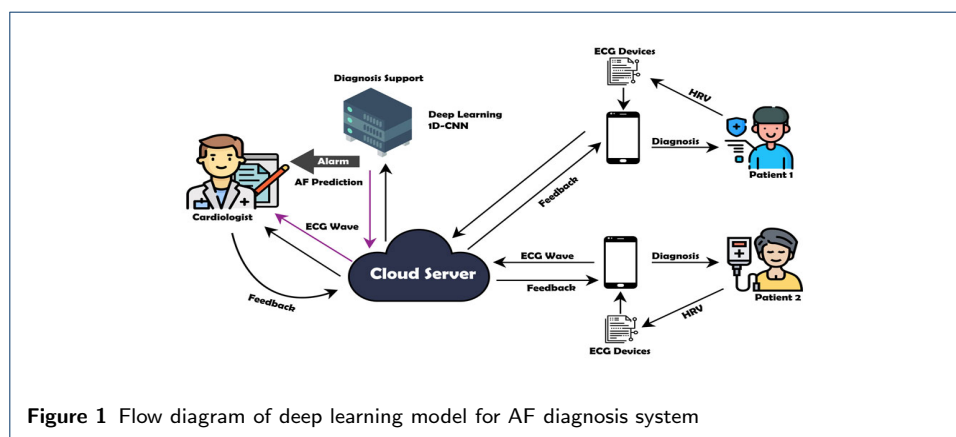 ECG Devices
Diagnosis Support
Deep Learning
1D-CNN
HRV
Alarm
AF Prediction
Diagnosis
Patient 1
Feedback
Cardiologist
ECG Wave
Cloud Server
ECG Wave
Diagnosis
Feedback
Feedback
Patient 2
HRV
ECG Devices
Figure 1 Flow diagram of deep learning model for AF diagnosis system